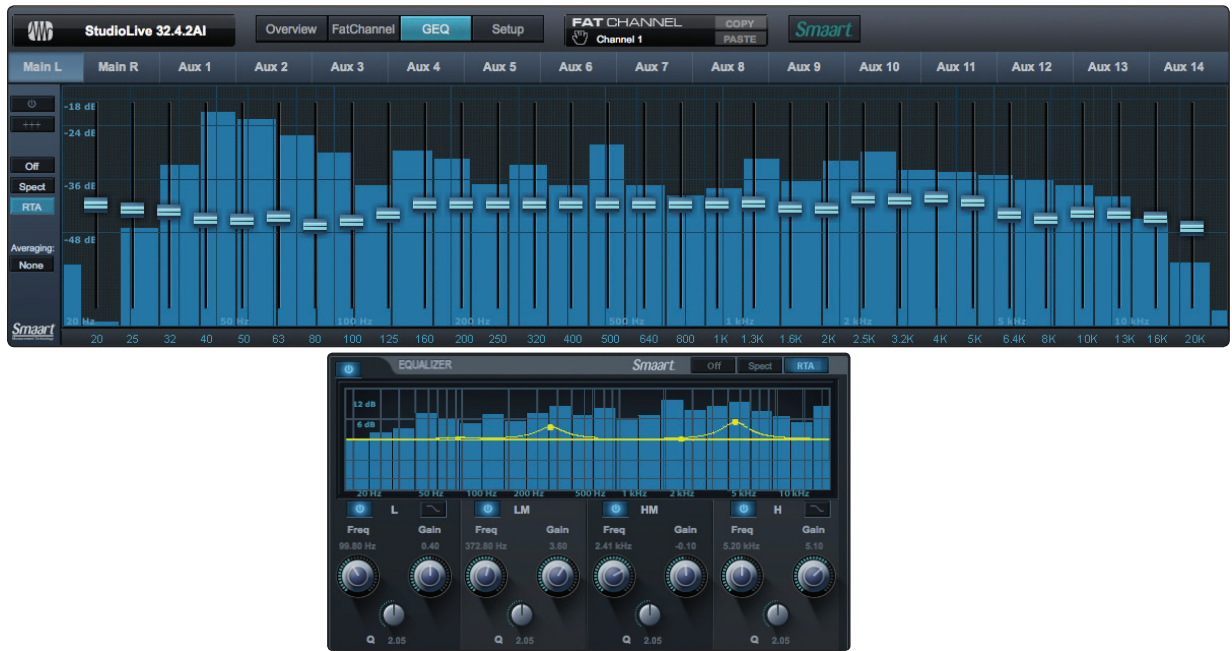 StudioLive 32.4.2AI Overview FatChannel GEQ Setup FAT CHANNEL COPY Smaart
Channel 1 PASTE
Main L Main R Aux 1 Aux 2 Aux 3 Aux 4 Aux 5 Aux 6 Aux 7 Aux 8 Aux 9 Aux 10 Aux 11 Aux 12 Aux 13 Aux 14
-18 dB
+++
-24 dB
Off
Spect -36 dB
RTA
Averaging: -48 dB
None
Smaart
20 Hz 50 Hz 100 Hz 200 Hz 500 Hz 1 kHz 2 kHz 5 kHz 10 kHz
20 25 32 40 50 63 80 100 125 160 200 250 320 400 500 640 800 1K 1.3K 1.6K 2K 2.5K 3.2K 4K 5K 6.4K 8K 10K 13K 16K 20K
EQUALIZER Smaart Off Spect RTA
12 dB
6 dB
20 Hz 50 Hz 100 Hz 200 Hz 500 Hz 1 kHz 2 kHz 5 kHz 10 kHz
L LM HM H
Freq Gain Freq Gain Freq Gain Freq Gain
99.80 Hz 0.40 372.80 Hz 3.60 2.41 kHz -0.10 5.20 kHz 5.10
Q 2.05 Q 2.05 Q 2.05 Q 2.05